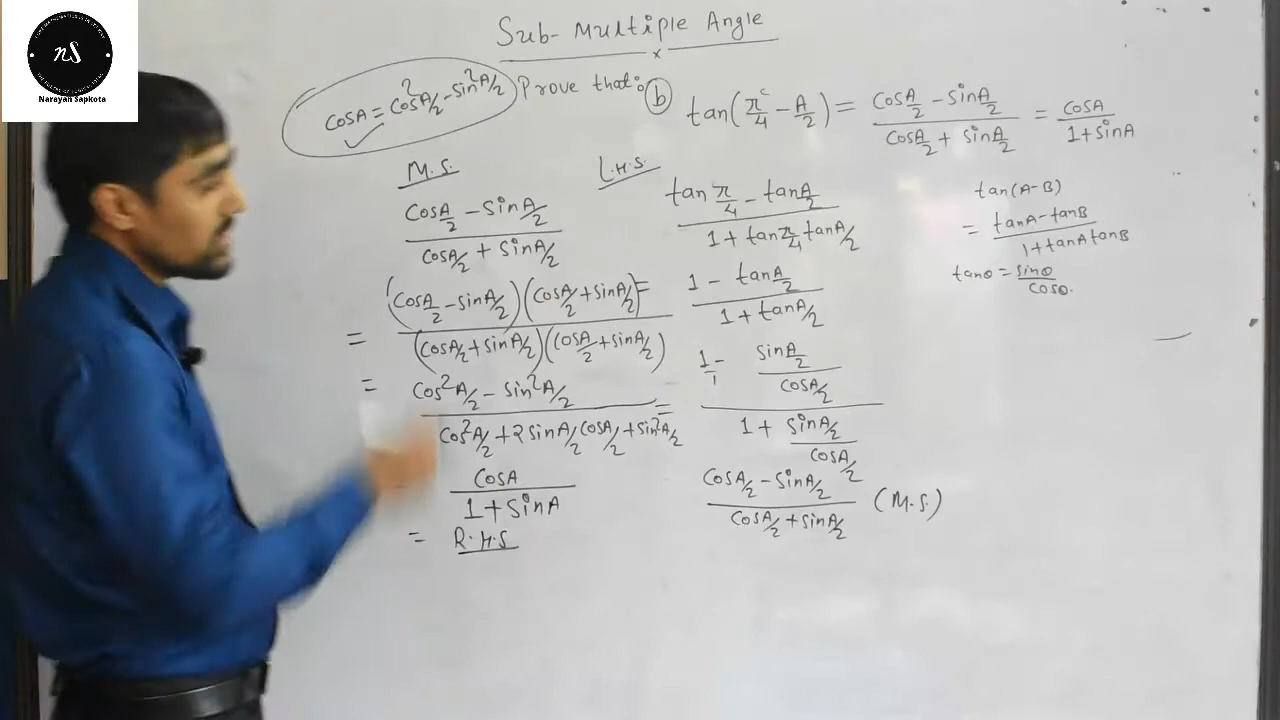 nS
Narayan Sapkota
Sub-Multiple Angle
cosA = cos²A/2 - sin²A/2
Prove that:
(b) tan(π^c/4 - A/2) = (cosA/2 - sinA/2)/(cosA/2 + sinA/2) = cosA/(1+sinA)
M.S.
(cosA/2 - sinA/2)/(cosA/2 + sinA/2)
= (cosA/2 - sinA/2)(cosA/2 + sinA/2)/(cosA/2 + sinA/2)(cosA/2 + sinA/2)
= (cos²A/2 - sin²A/2)/(cos²A/2 + 2sinA/2 cosA/2 + sin²A/2)
cosA/(1+sinA)
= R.H.S
L.H.S.
(tan π/4 - tanA/2)/(1 + tanπ/4 tanA/2)
= (1 - tanA/2)/(1 + tanA/2)
= (1/1 - sinA/2/cosA/2)/(1 + sinA/2/cosA/2)
(cosA/2 - sinA/2)/(cosA/2 + sinA/2) (M.S.)
tan(A-B)
= (tanA - tanB)/(1+tanA tanB)
tanθ = sinθ/cosθ.